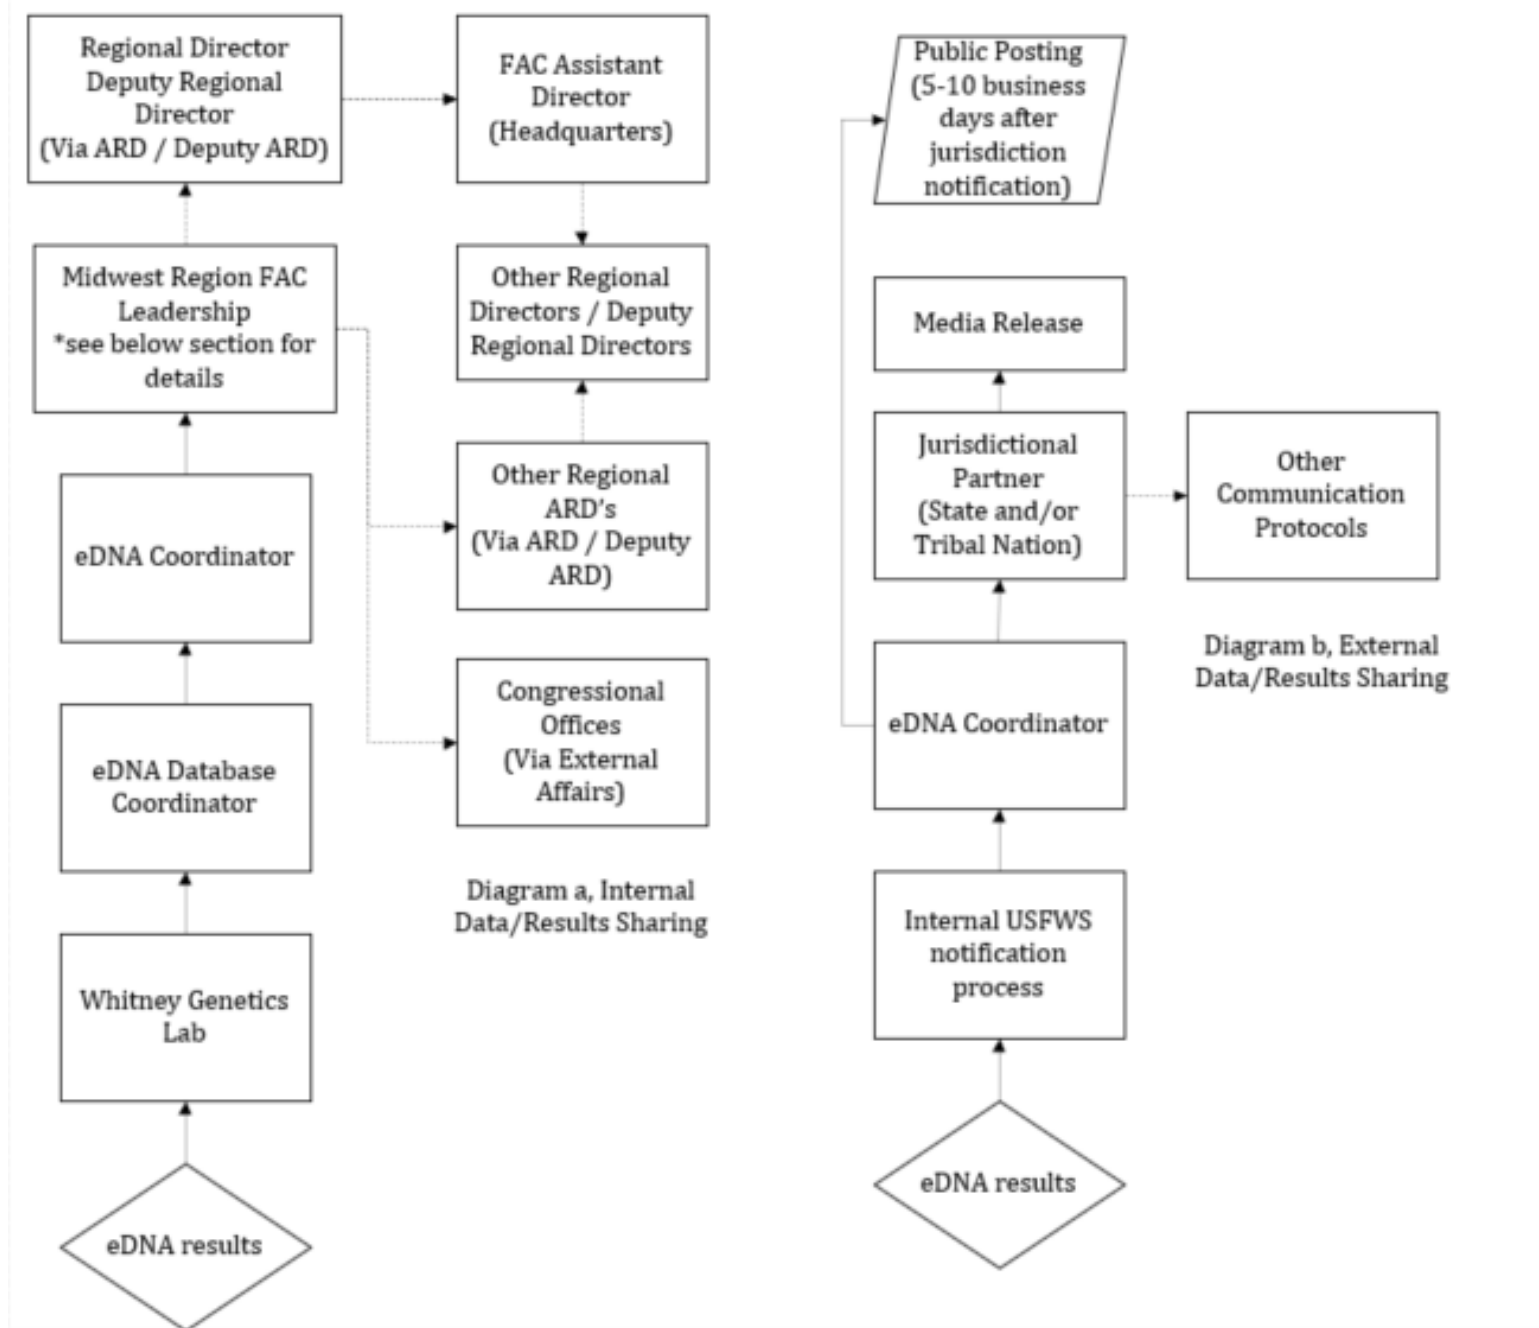 Regional Director
Deputy Regional
Director
(Via ARD / Deputy ARD)
FAC Assistant
Director
(Headquarters)
Midwest Region FAC
Leadership
*see below section for
details
Other Regional
Directors / Deputy
Regional Directors
eDNA Coordinator
Other Regional
ARD's
(Via ARD / Deputy
ARD)
eDNA Database
Coordinator
Congressional
Offices
(Via External
Affairs)
Whitney Genetics
Lab
eDNA results
Diagram a, Internal
Data/Results Sharing
Public Posting
(5-10 business
days after
jurisdiction
notification)
Media Release
Jurisdictional
Partner
(State and/or
Tribal Nation)
Other
Communication
Protocols
eDNA Coordinator
Internal USFWS
notification
process
eDNA results
Diagram b, External
Data/Results Sharing